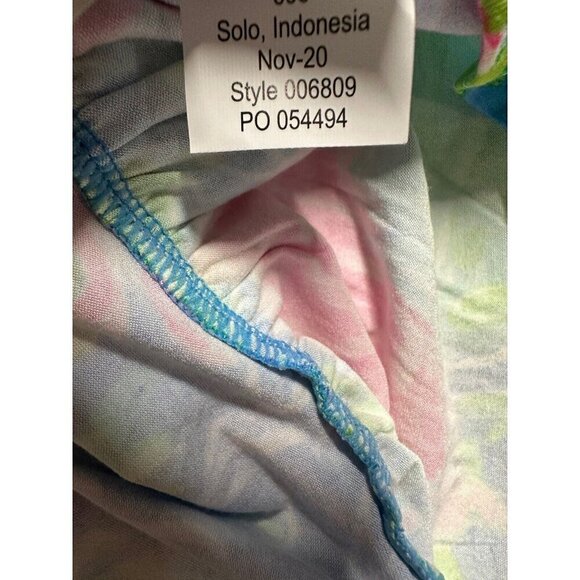 Solo, Indonesia
Nov-20
Style 006809
PO 054494